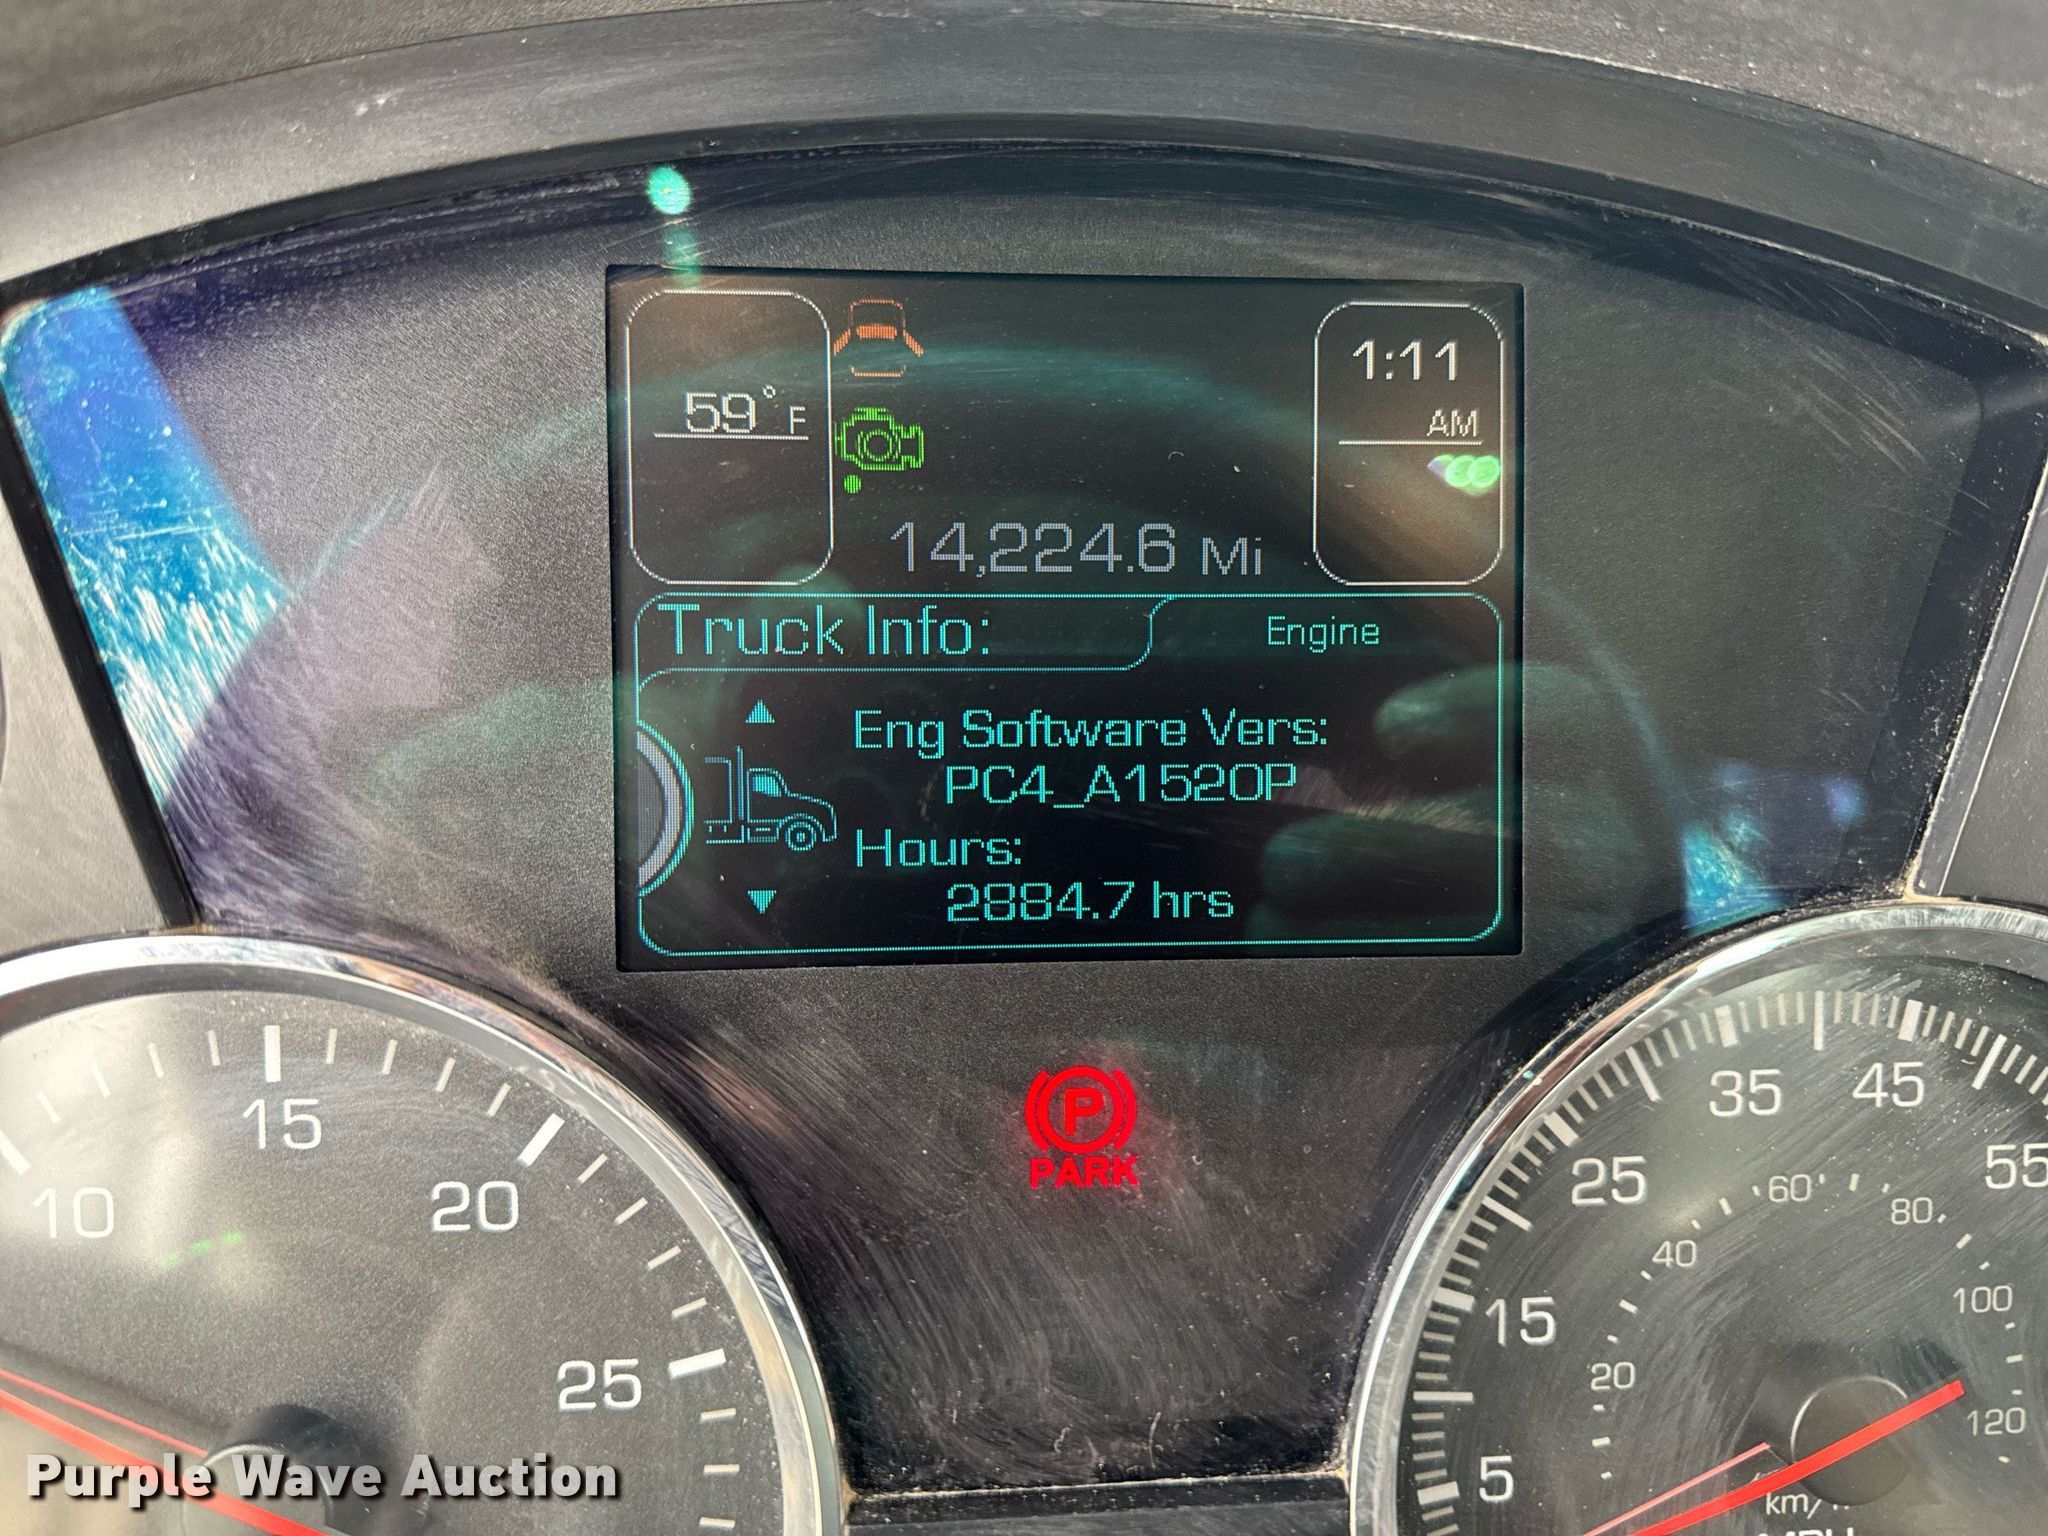 59° F
1:11
AM
14,224.6 Mi
Truck Info:
Engine
Eng Software Vers:
PC4_A1520P
Hours:
2884.7 hrs
P
PARK
10
15
20
25
5
15
25
35
45
55
20
40
60
80
100
120
km/
Purple Wave Auction